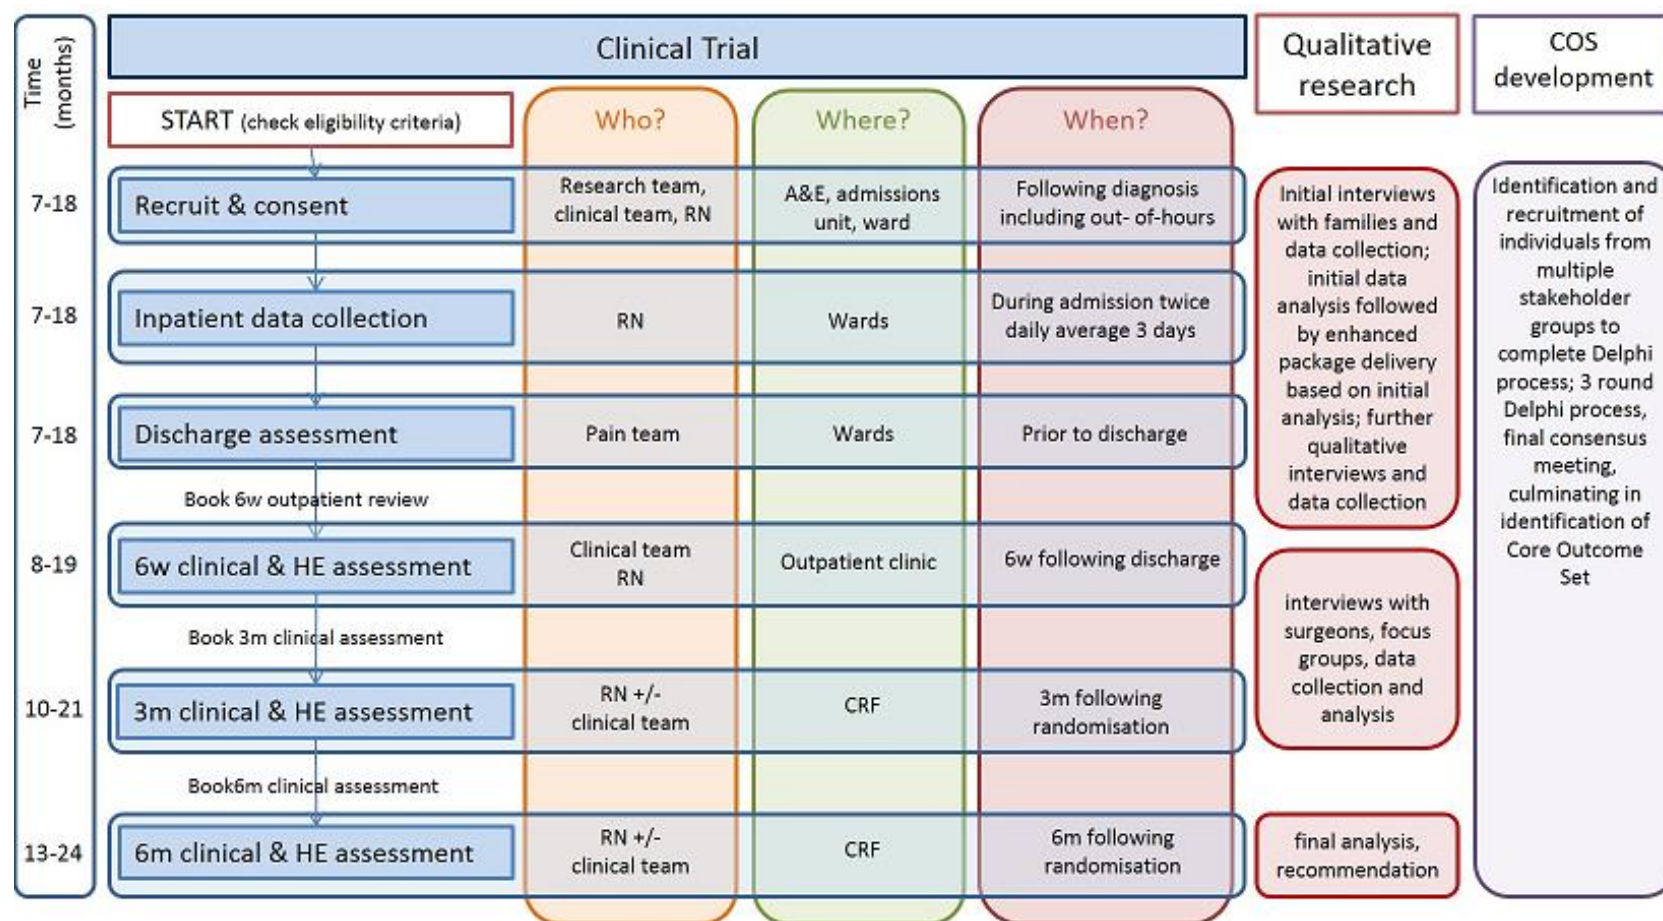 Time
(months)
Clinical Trial
Qualitative
research
COS
development
START (check eligibility criteria)
Who?
Where?
When?
7-18
Recruit & consent
Research team,
clinical team, RN
A&E, admissions
unit, ward
Following diagnosis
including out- of-hours
7-18
Inpatient data collection
RN
Wards
During admission twice
daily average 3 days
7-18
Discharge assessment
Pain team
Wards
Prior to discharge
Book 6w outpatient review
8-19
6w clinical & HE assessment
Clinical team
RN
Outpatient clinic
6w following discharge
Book 3m clinical assessment
10-21
3m clinical & HE assessment
RN +/-
clinical team
CRF
3m following
randomisation
Book6m clinical assessment
13-24
6m clinical & HE assessment
RN +/-
clinical team
CRF
6m following
randomisation
Initial interviews
with families and
data collection;
initial data
analysis followed
by enhanced
package delivery
based on initial
analysis; further
qualitative
interviews and
data collection
interviews with
surgeons, focus
groups, data
collection and
analysis
final analysis,
recommendation
Identification and
recruitment of
individuals from
multiple
stakeholder
groups to
complete Delphi
process; 3 round
Delphi process,
final consensus
meeting,
culminating in
identification of
Core Outcome
Set